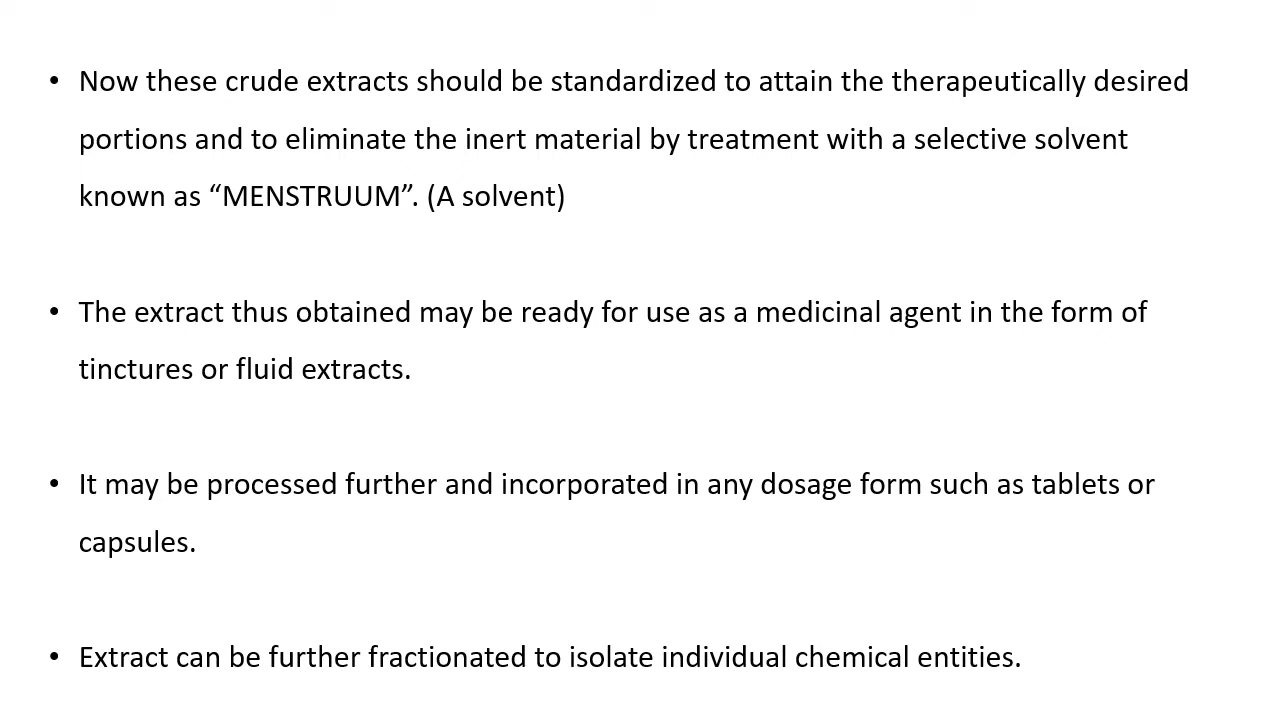 • Now these crude extracts should be standardized to attain the therapeutically desired
portions and to eliminate the inert material by treatment with a selective solvent
known as “MENSTRUUM”. (A solvent)
• The extract thus obtained may be ready for use as a medicinal agent in the form of
tinctures or fluid extracts.
• It may be processed further and incorporated in any dosage form such as tablets or
capsules.
• Extract can be further fractionated to isolate individual chemical entities.